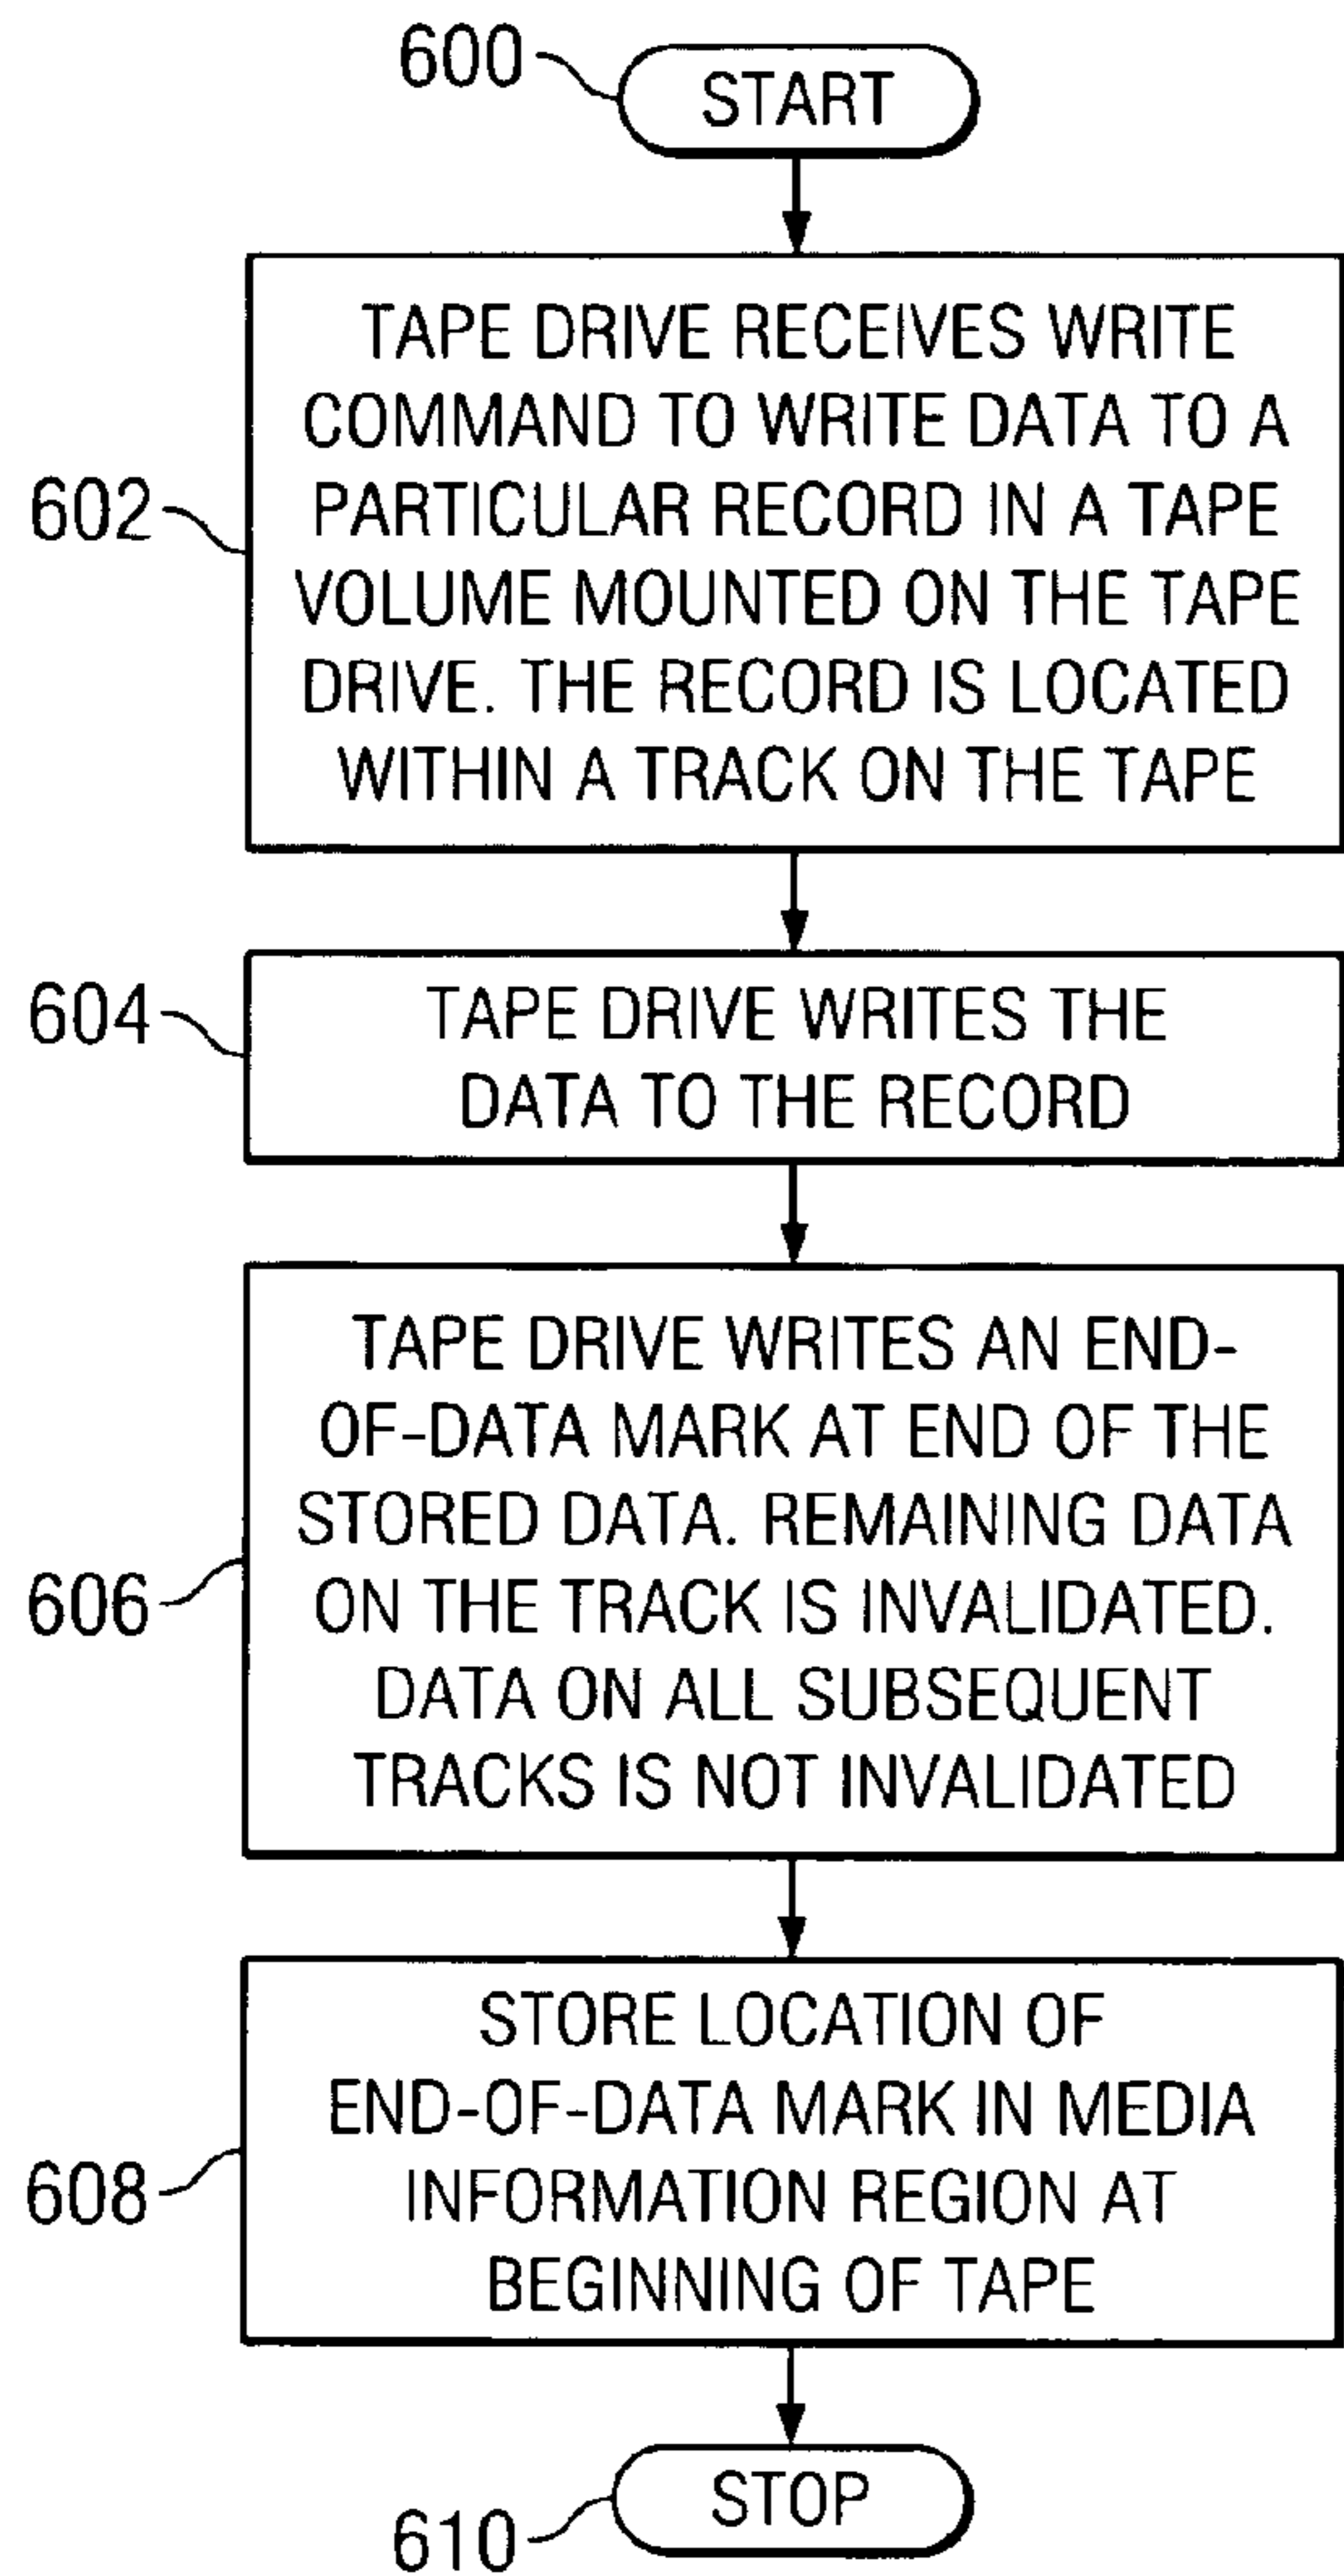 600
START
TAPE DRIVE RECEIVES WRITE
COMMAND TO WRITE DATA TO A
602
PARTICULAR RECORD IN A TAPE
VOLUME MOUNTED ON THE TAPE
DRIVE. THE RECORD IS LOCATED
WITHIN A TRACK ON THE TAPE
604
TAPE DRIVE WRITES THE
DATA TO THE RECORD
TAPE DRIVE WRITES AN END-
OF-DATA MARK AT END OF THE
STORED DATA. REMAINING DATA
606
ON THE TRACK IS INVALIDATED.
DATA ON ALL SUBSEQUENT
TRACKS IS NOT INVALIDATED
STORE LOCATION OF
END-OF-DATA MARK IN MEDIA
608
INFORMATION REGION AT
BEGINNING OF TAPE
STOP
610